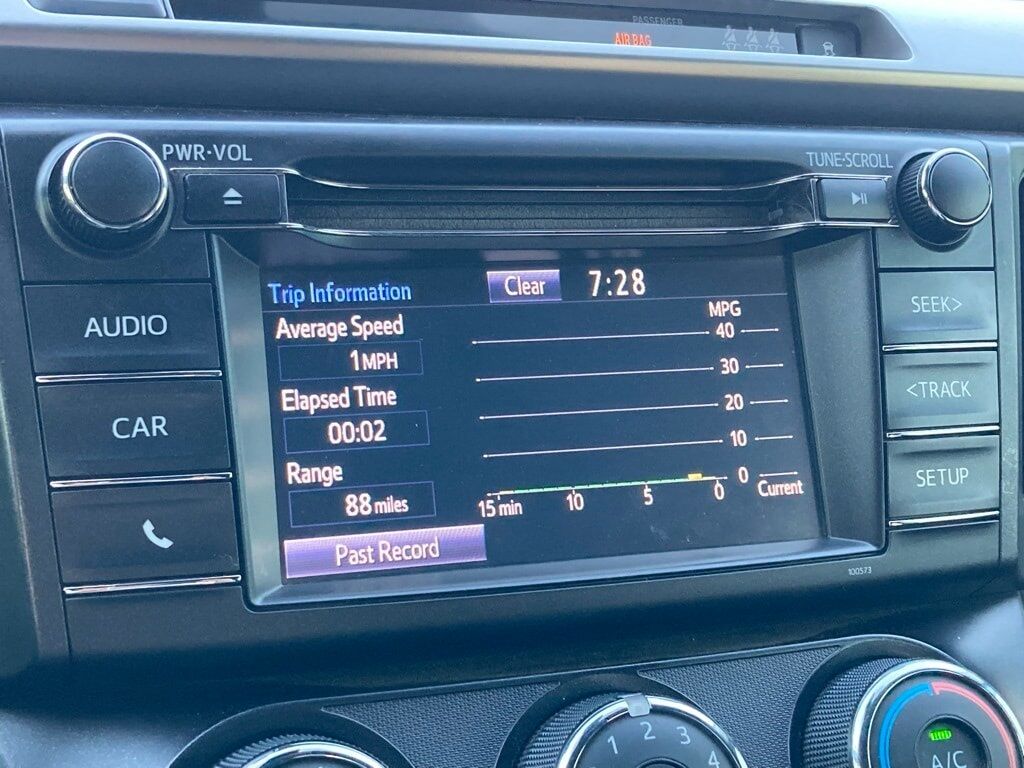 PASSENGER
AIR BAG
PWR·VOL
TUNE·SCROLL
AUDIO
CAR
Trip Information
Clear
7:28
Average Speed
1 MPH
Elapsed Time
00:02
Range
88 miles
Past Record
MPG
40
30
20
10
0
15 min 10 5 0 Current
SEEK>
<TRACK
SETUP
100573
1 2 3 4
A/C